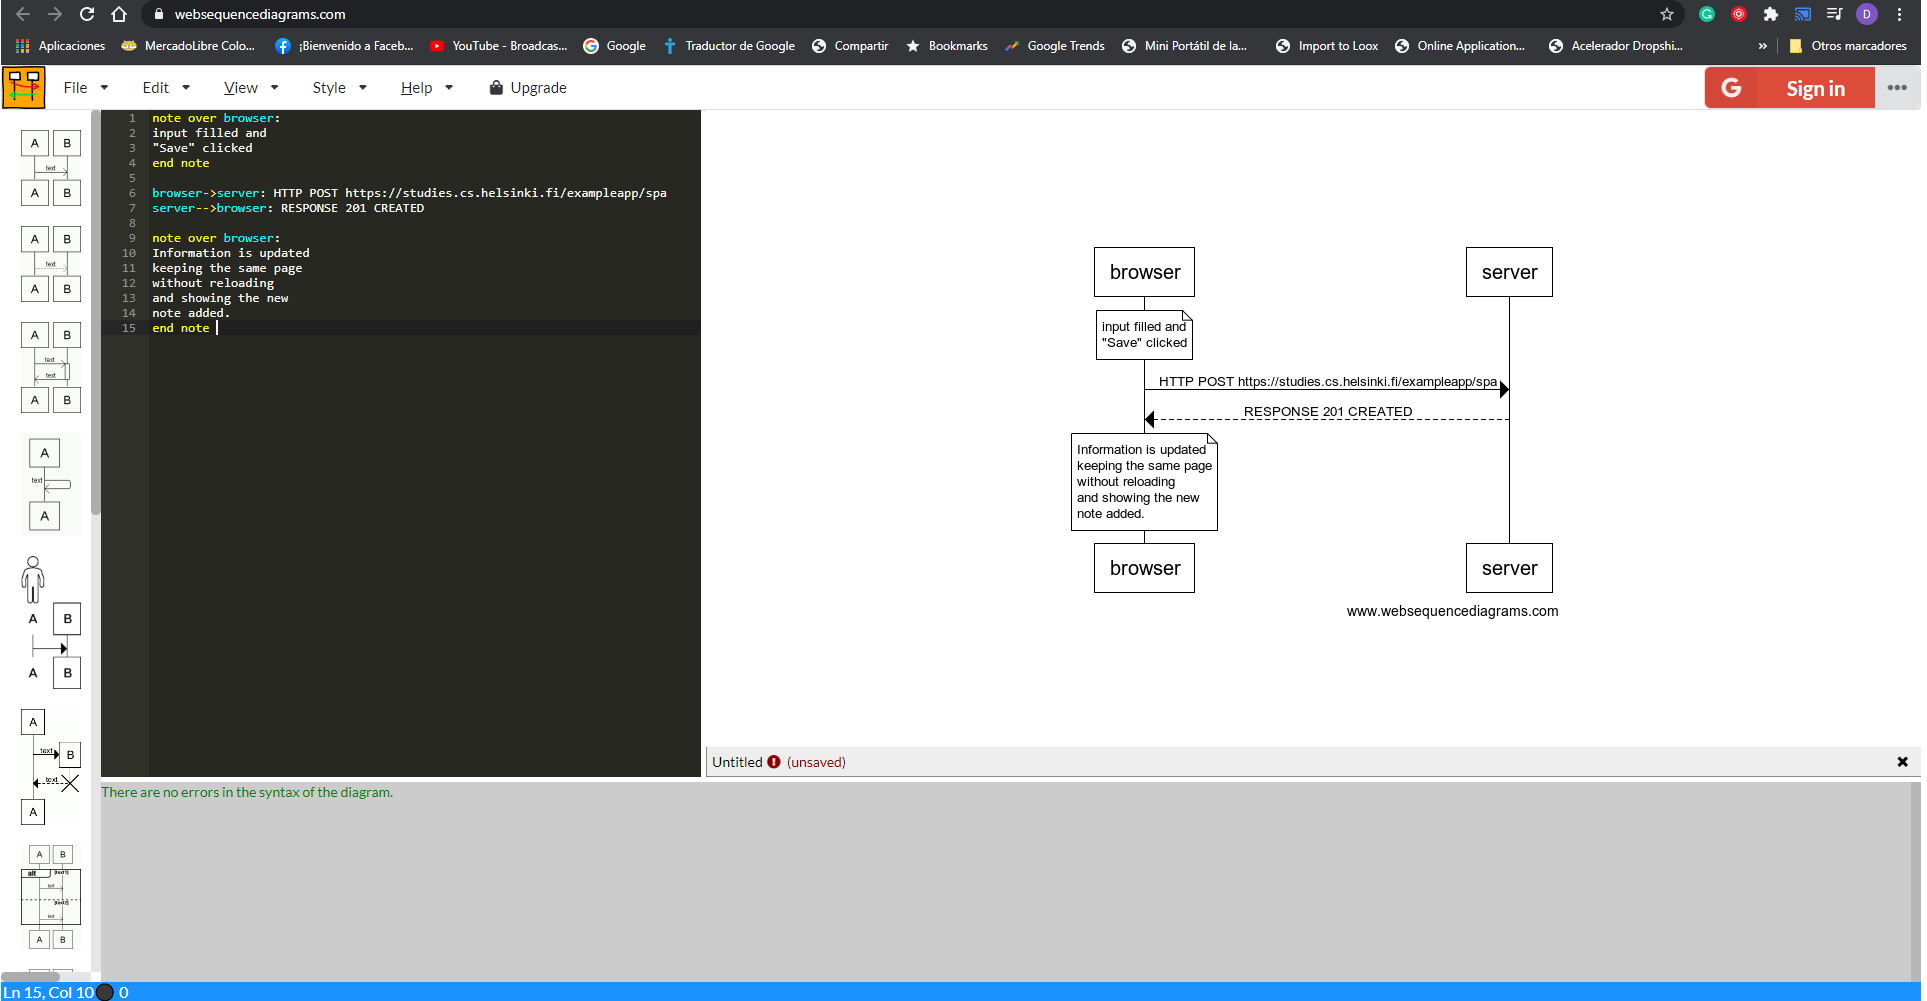 websequencediagrams.com
D
Aplicaciones
MercadoLibre Colo...
¡Bienvenido a Faceb...
YouTube - Broadcas...
Google
Traductor de Google
Compartir
Bookmarks
Google Trends
Mini Portátil de la...
Import to Loox
Online Application...
Acelerador Dropshi...
»
Otros marcadores
File
Edit
View
Style
Help
Upgrade
G
Sign in
A B
text
A B
A B
text
A B
A B
text
text
A B
A
text
A
A B
A B
A
text
B
text
A
A B
alt
text
text
A B
1 note over browser:
2 input filled and
3 "Save" clicked
4 end note
5
6 browser->server: HTTP POST https://studies.cs.helsinki.fi/exampleapp/spa
7 server-->browser: RESPONSE 201 CREATED
8
9 note over browser:
10 Information is updated
11 keeping the same page
12 without reloading
13 and showing the new
14 note added.
15 end note
browser
server
input filled and
"Save" clicked
HTTP POST https://studies.cs.helsinki.fi/exampleapp/spa
RESPONSE 201 CREATED
Information is updated
keeping the same page
without reloading
and showing the new
note added.
browser
server
www.websequencediagrams.com
Untitled (unsaved)
There are no errors in the syntax of the diagram.
Ln 15, Col 10 0